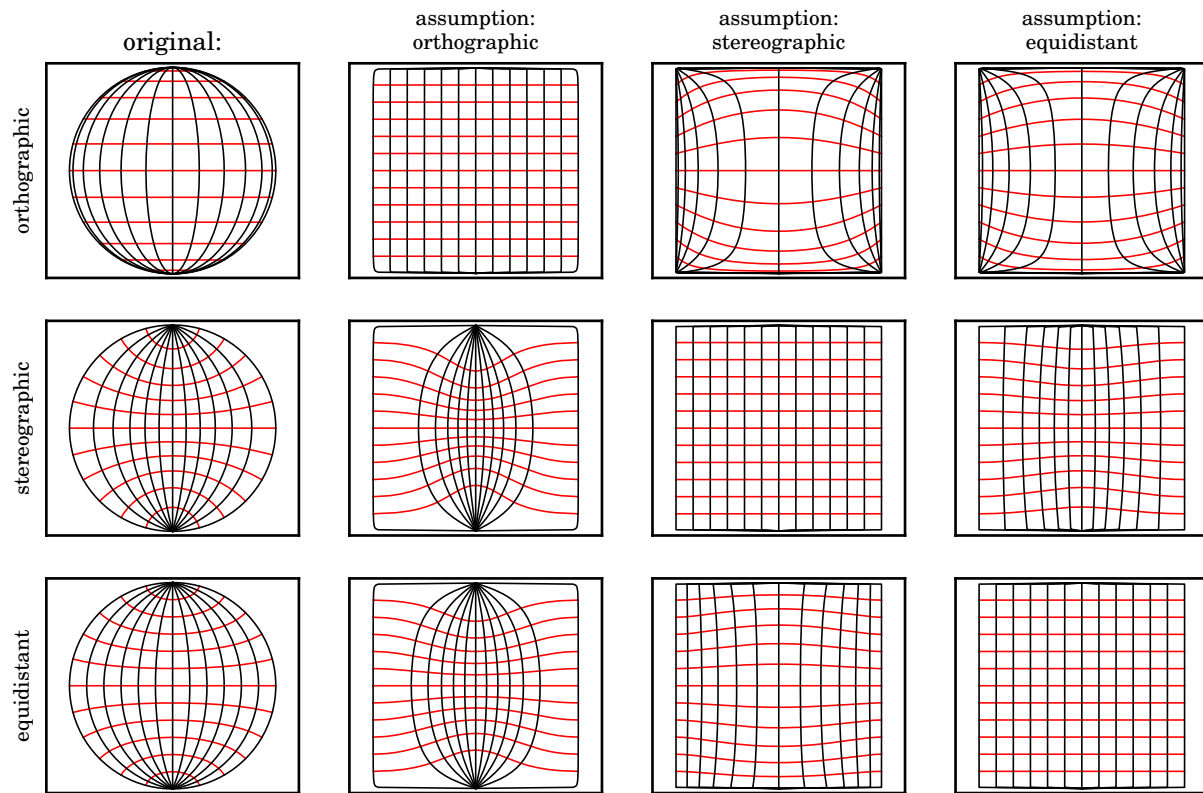 original:
assumption:
orthographic
assumption:
stereographic
assumption:
equidistant
orthographic
stereographic
equidistant